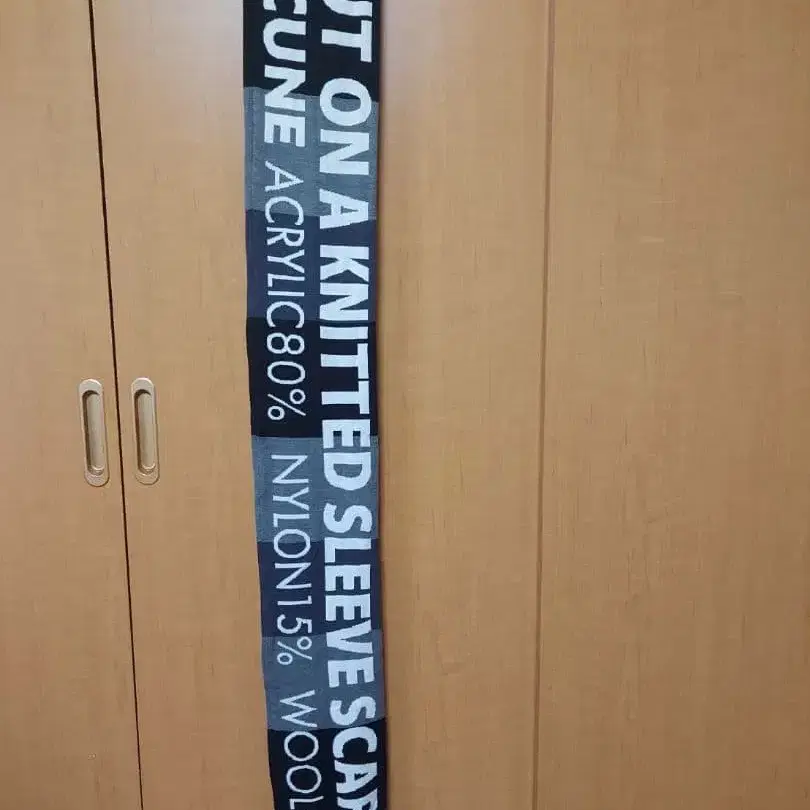 UT ON A KNITTED SLEEVE SCAR
CUNE ACRYLIC80% NYLON15% WOOL